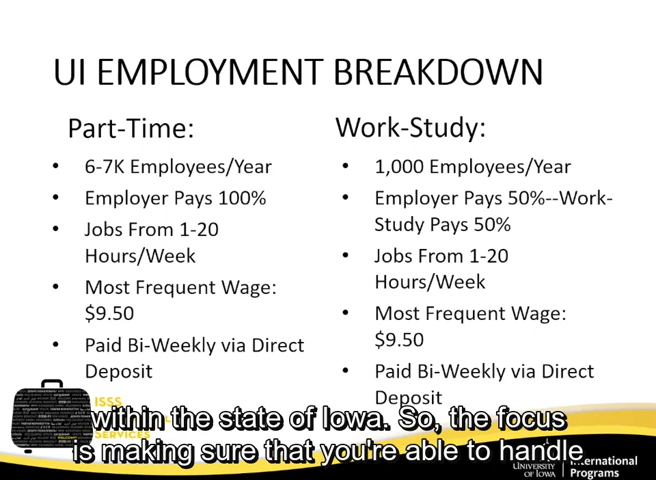 UI EMPLOYMENT BREAKDOWN
Part-Time:
• 6-7K Employees/Year
• Employer Pays 100%
• Jobs From 1-20
Hours/Week
• Most Frequent Wage:
$9.50
• Paid Bi-Weekly via Direct
Deposit
Work-Study:
• 1,000 Employees/Year
• Employer Pays 50%--Work-
Study Pays 50%
• Jobs From 1-20
Hours/Week
• Most Frequent Wage:
$9.50
• Paid Bi-Weekly via Direct
Deposit
ISSS
SERVICES
within the state of Iowa. So, the focus
is making sure that you're able to handle
UNIVERSITY
OF IOWA
International
Programs